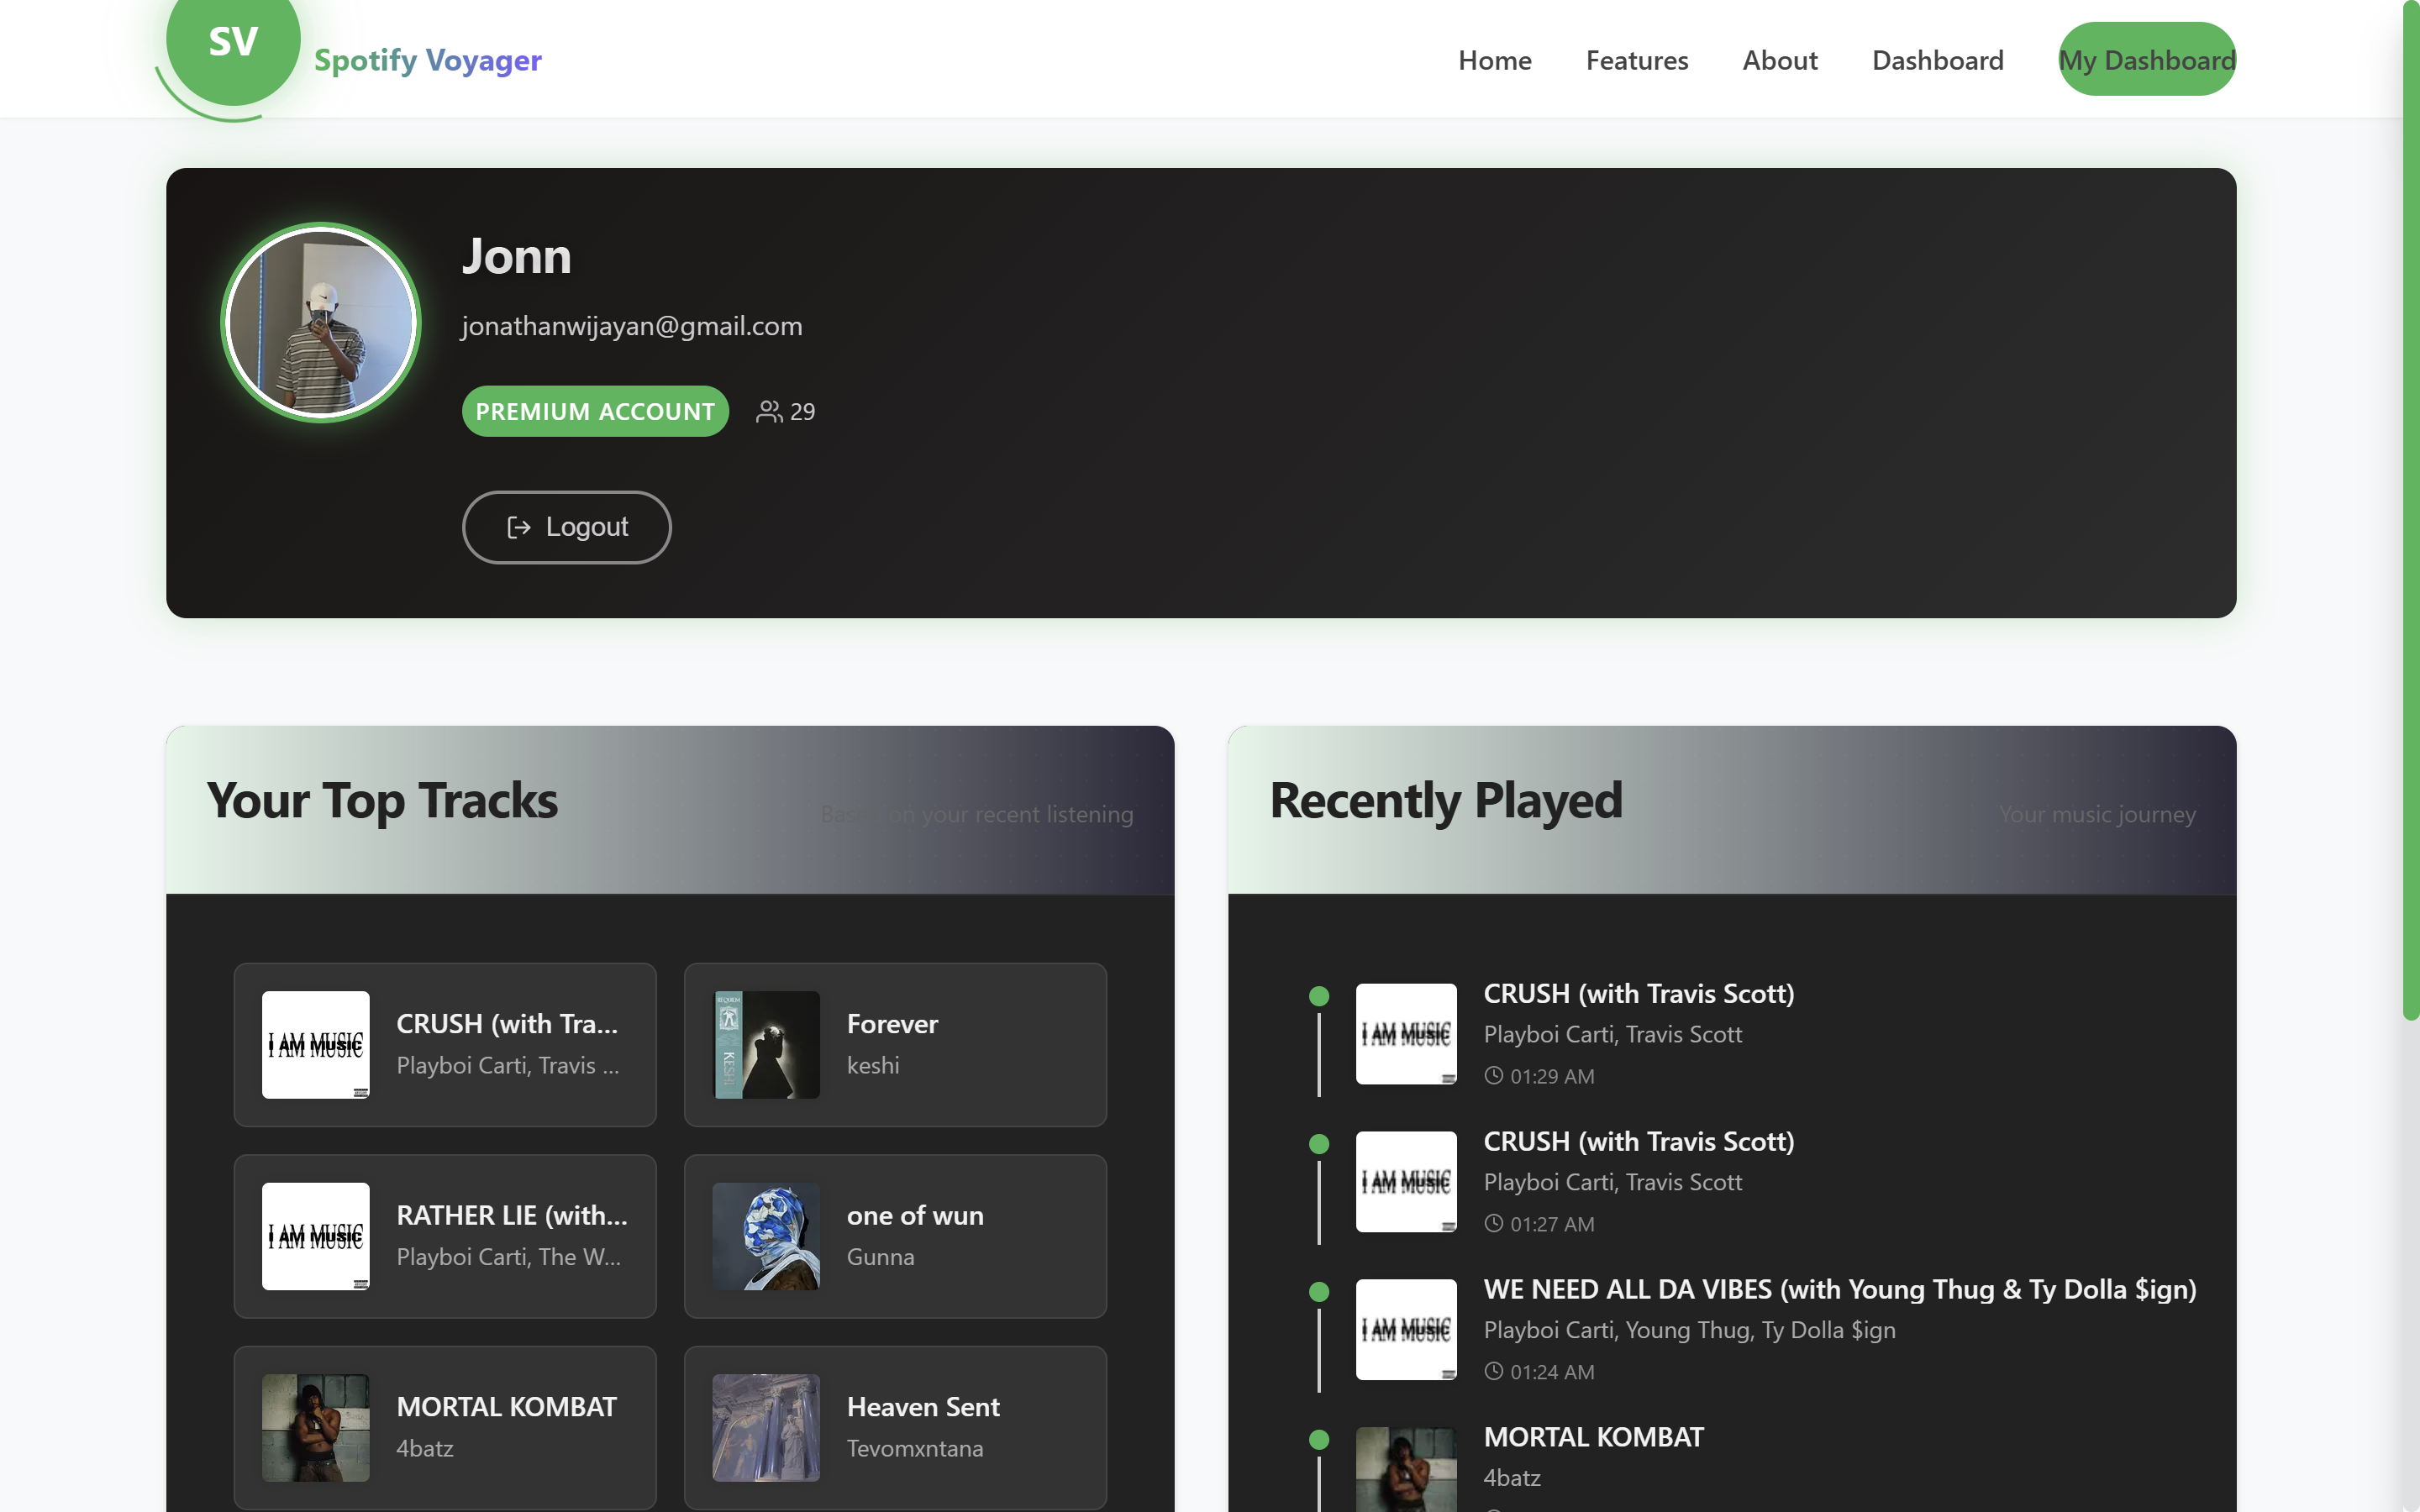 SV
Spotify Voyager
Home
Features
About
Dashboard
My Dashboard
Jonn
jonathanwijayan@gmail.com
PREMIUM ACCOUNT
29
Logout
Your Top Tracks
Based on your recent listening
CRUSH (with Tra...
Playboi Carti, Travis ...
Forever
keshi
RATHER LIE (with...
Playboi Carti, The W...
one of wun
Gunna
MORTAL KOMBAT
4batz
Heaven Sent
Tevomxntana
I AM MUSIC
I AM MUSIC
REQUIEM
KESHI
Recently Played
Your music journey
I AM MUSIC
CRUSH (with Travis Scott)
Playboi Carti, Travis Scott
01:29 AM
I AM MUSIC
CRUSH (with Travis Scott)
Playboi Carti, Travis Scott
01:27 AM
I AM MUSIC
WE NEED ALL DA VIBES (with Young Thug & Ty Dolla $ign)
Playboi Carti, Young Thug, Ty Dolla $ign
01:24 AM
MORTAL KOMBAT
4batz